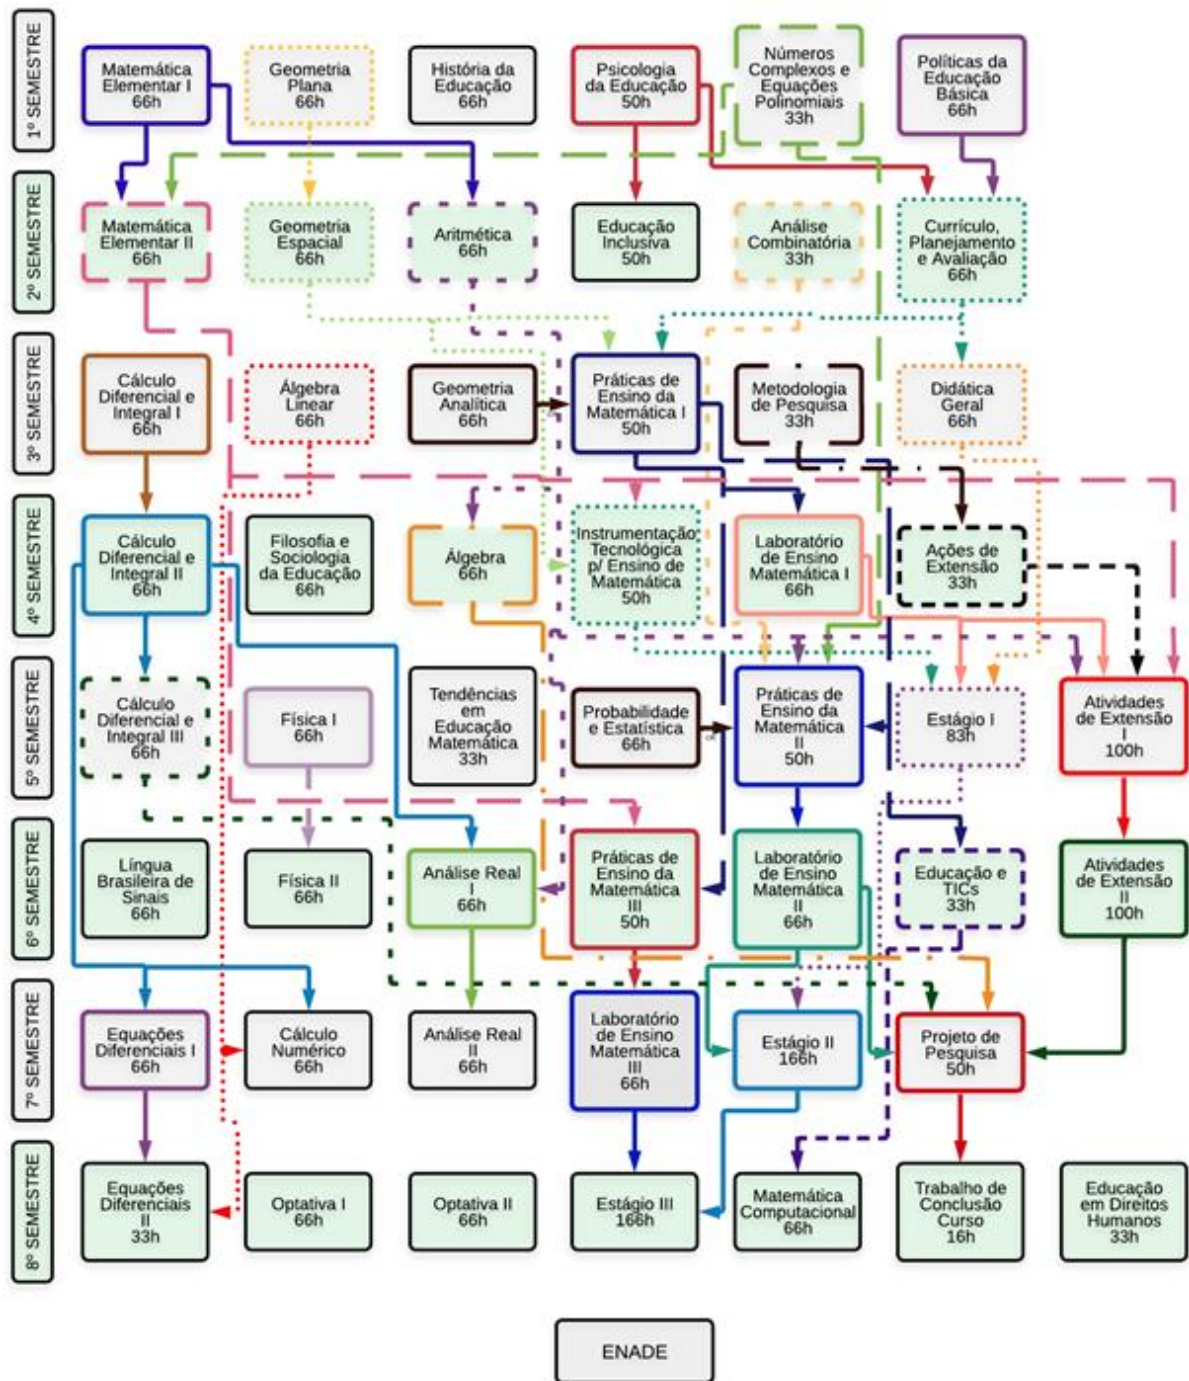 1º SEMESTRE
Matemática
Elementar I
66h
Geometria
Plana
66h
História da
Educação
66h
Psicologia
da Educação
50h
Números
Complexos e
Equações
Polinomiais
33h
Políticas da
Educação
Básica
66h
2º SEMESTRE
Matemática
Elementar II
66h
Geometria
Espacial
66h
Aritmética
66h
Educação
Inclusiva
50h
Análise
Combinatória
33h
Currículo,
Planejamento
e Avaliação
66h
3º SEMESTRE
Cálculo
Diferencial e
Integral I
66h
Álgebra
Linear
66h
Geometria
Analítica
66h
Práticas de
Ensino da
Matemática I
50h
Metodologia
de Pesquisa
33h
Didática
Geral
66h
4º SEMESTRE
Cálculo
Diferencial e
Integral II
66h
Filosofia e
Sociologia
da Educação
66h
Álgebra
66h
Instrumentação
Tecnológica
p/ Ensino de
Matemática
50h
Laboratório
de Ensino
Matemática I
66h
Ações de
Extensão
33h
5º SEMESTRE
Cálculo
Diferencial e
Integral III
66h
Física I
66h
Tendências
em
Educação
Matemática
33h
Probabilidade
e Estatística
66h
Práticas de
Ensino da
Matemática
II
50h
Estágio I
83h
Atividades
de Extensão
I
100h
6º SEMESTRE
Língua
Brasileira de
Sinais
66h
Física II
66h
Análise Real
I
66h
Práticas de
Ensino da
Matemática
III
50h
Laboratório
de Ensino
Matemática
II
66h
Educação e
TICs
33h
Atividades
de Extensão
II
100h
7º SEMESTRE
Equações
Diferenciais I
66h
Cálculo
Numérico
66h
Análise Real
II
66h
Laboratório
de Ensino
Matemática
III
66h
Estágio II
166h
Projeto de
Pesquisa
50h
8º SEMESTRE
Equações
Diferenciais
II
33h
Optativa I
66h
Optativa II
66h
Estágio III
166h
Matemática
Computacional
66h
Trabalho de
Conclusão
Curso
16h
Educação
em Direitos
Humanos
33h
ENADE